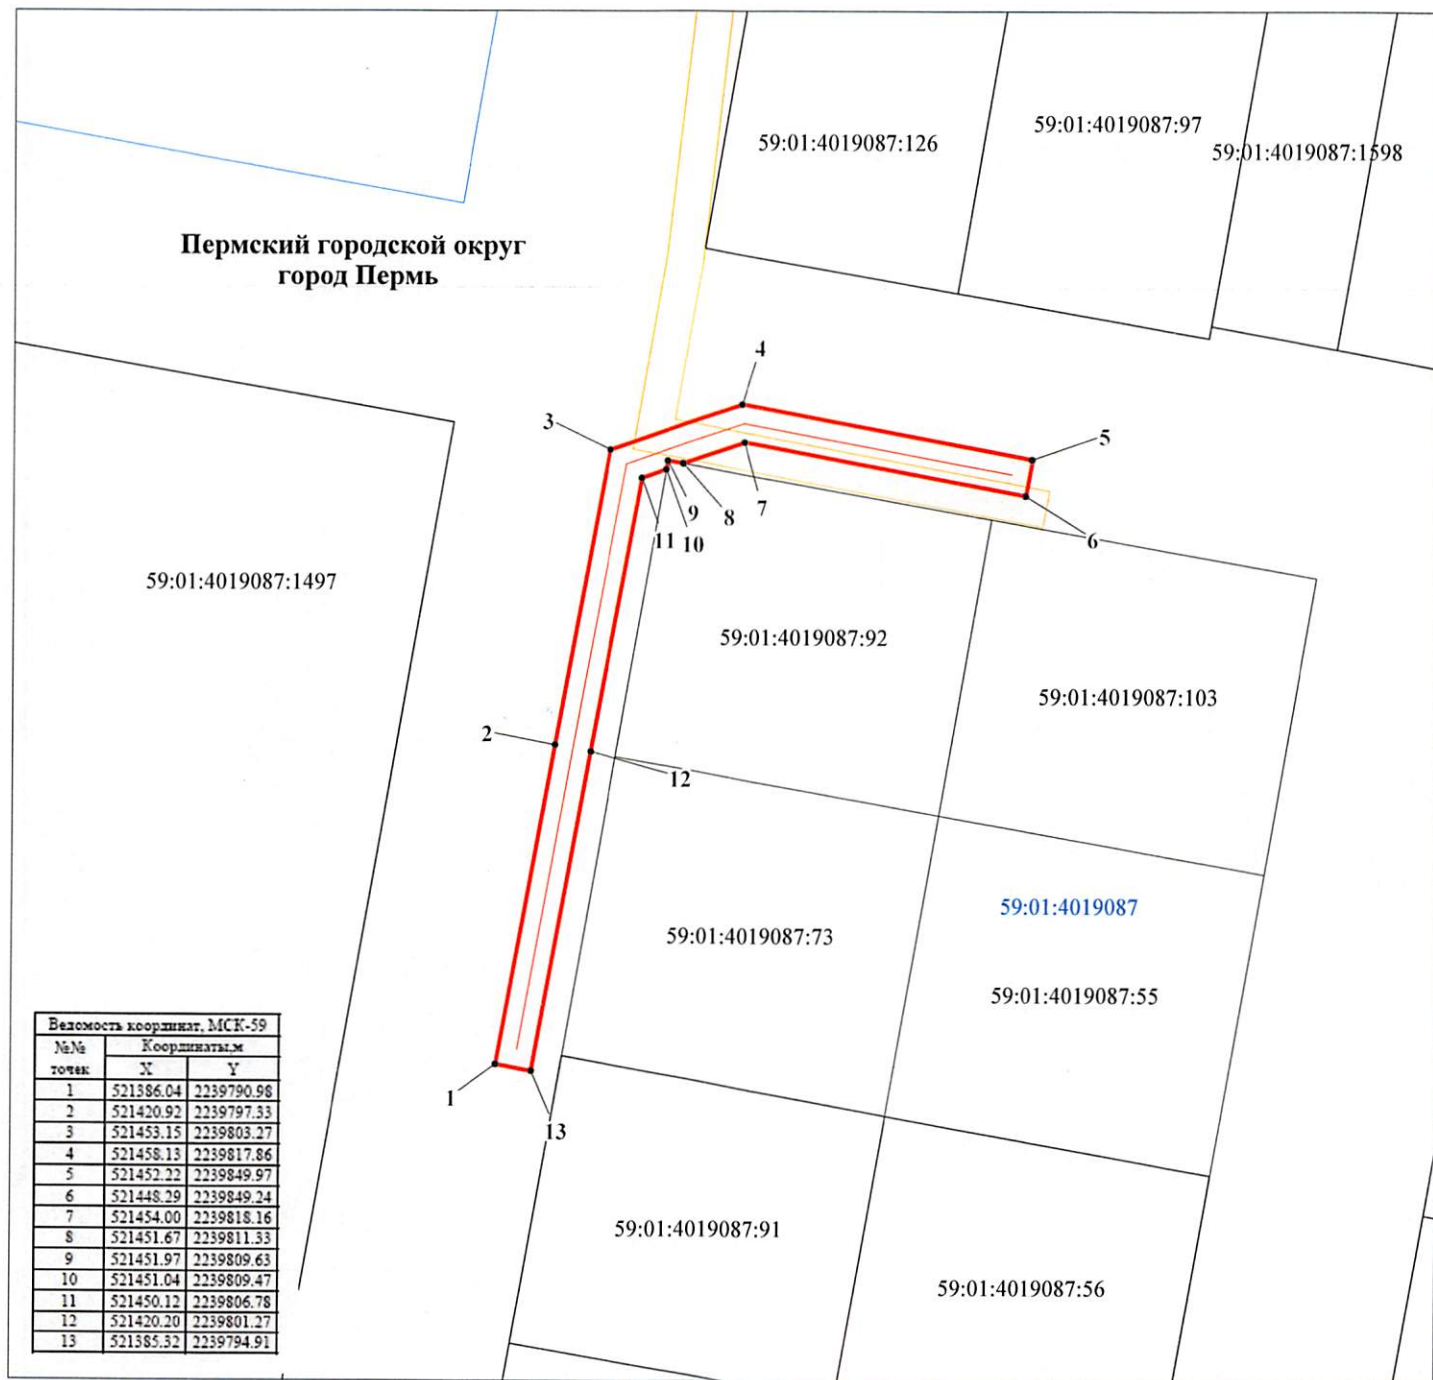 59:01:4019087:126
59:01:4019087:97
59:01:4019087:1598
Пермский городской округ
город Пермь
4
3
5
7
8
9
10
11
6
59:01:4019087:1497
59:01:4019087:92
59:01:4019087:103
2
12
59:01:4019087
59:01:4019087:73
59:01:4019087:55
1
13
59:01:4019087:91
59:01:4019087:56
Ведомость координат, МСК-59
№№ точек Координаты,м
X Y
1 521386.04 2239790.98
2 521420.92 2239797.33
3 521453.15 2239803.27
4 521458.13 2239817.86
5 521452.22 2239849.97
6 521448.29 2239849.24
7 521454.00 2239818.16
8 521451.67 2239811.33
9 521451.97 2239809.63
10 521451.04 2239809.47
11 521450.12 2239806.78
12 521420.20 2239801.27
13 521385.32 2239794.91